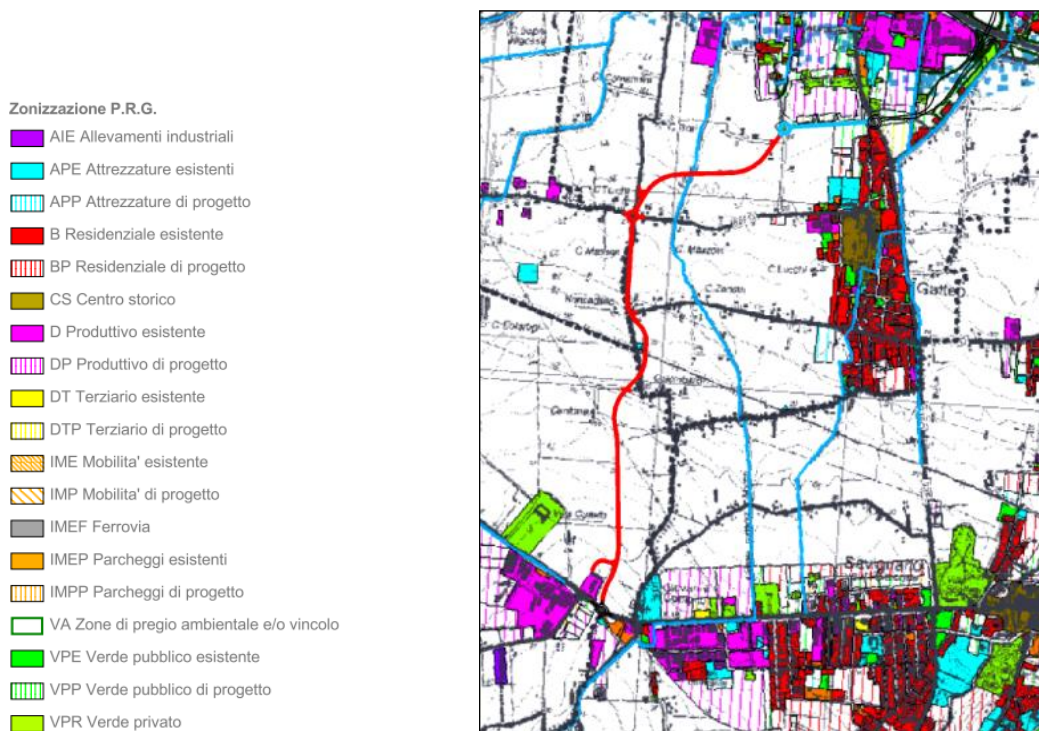 Zonizzazione P.R.G.
AIE Allevamenti industriali
APE Attrezzature esistenti
APP Attrezzature di progetto
B Residenziale esistente
BP Residenziale di progetto
CS Centro storico
D Produttivo esistente
DP Produttivo di progetto
DT Terziario esistente
DTP Terziario di progetto
IME Mobilita' esistente
IMP Mobilità di progetto
IMEF Ferrovia
IMEP Parcheggi esistenti
IMPP Parcheggi di progetto
VA Zone di pregio ambientale e/o vincolo
VPE Verde pubblico esistente
VPP Verde pubblico di progetto
VPR Verde privato
C. Lucchi
C. Zanotti
Gatteo